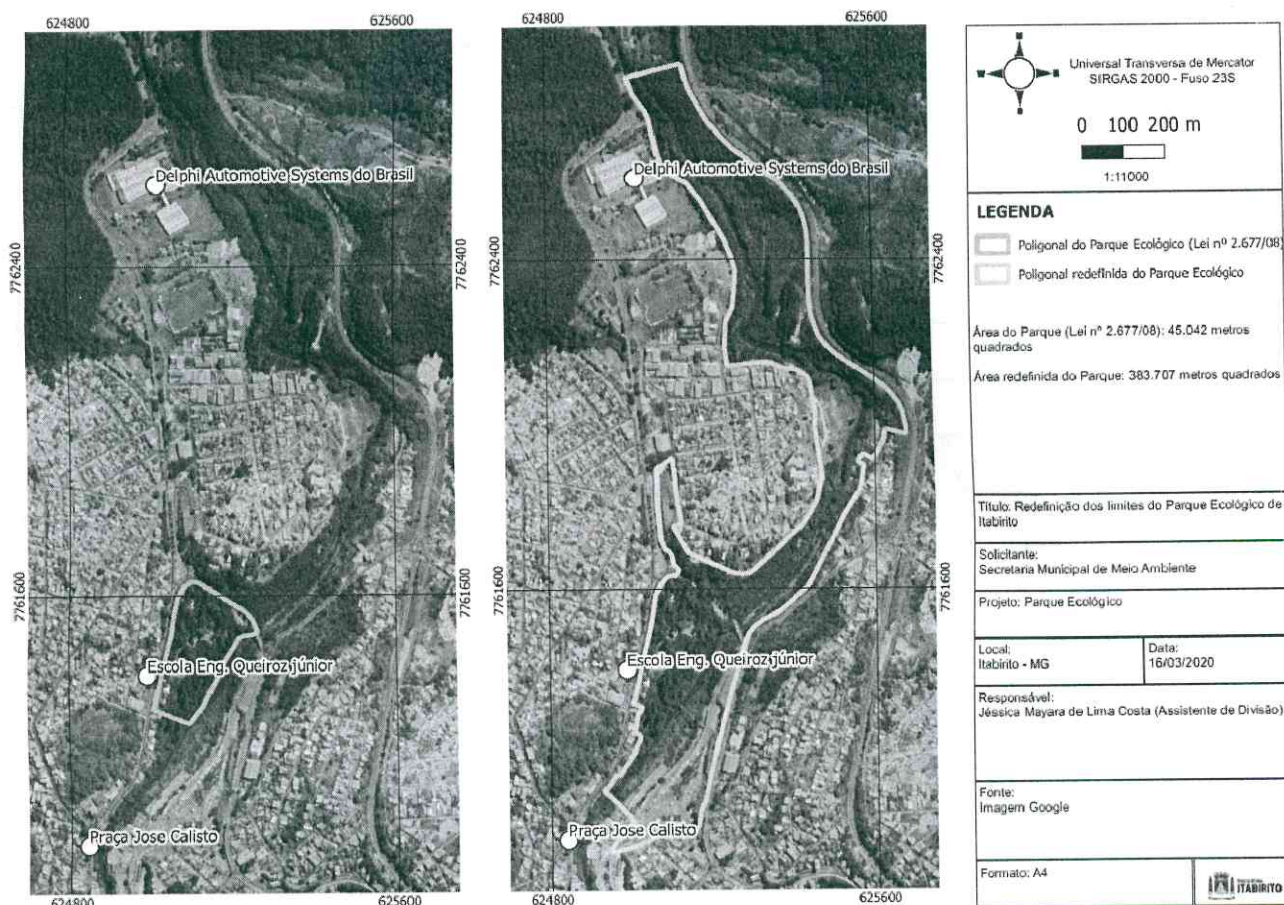 624800
625600
624800
625600
7762400
7762400
7762400
7761600
7761600
7761600
Delphi Automotive Systems do Brasil
Escola Eng. Queiroz júnior
Praça Jose Calisto
Delphi Automotive Systems do Brasil
Escola Eng. Queiroz júnior
Praça Jose Calisto
624800
625600
624800
625600
Universal Transversa de Mercator
SIRGAS 2000 - Fuso 23S
0 100 200 m
1:11000
LEGENDA
Poligonal do Parque Ecológico (Lei nº 2.677/08)
Poligonal redefinida do Parque Ecológico
Área do Parque (Lei nº 2.677/08): 45.042 metros
quadrados
Área redefinida do Parque: 383.707 metros quadrados
Título: Redefinição dos limites do Parque Ecológico de
Itabirito
Solicitante:
Secretaria Municipal de Meio Ambiente
Projeto: Parque Ecológico
Local:
Itabirito - MG
Data:
16/03/2020
Responsável:
Jéssica Mayara de Lima Costa (Assistente de Divisão)
Fonte:
Imagem Google
Formato: A4
ITABIRITO